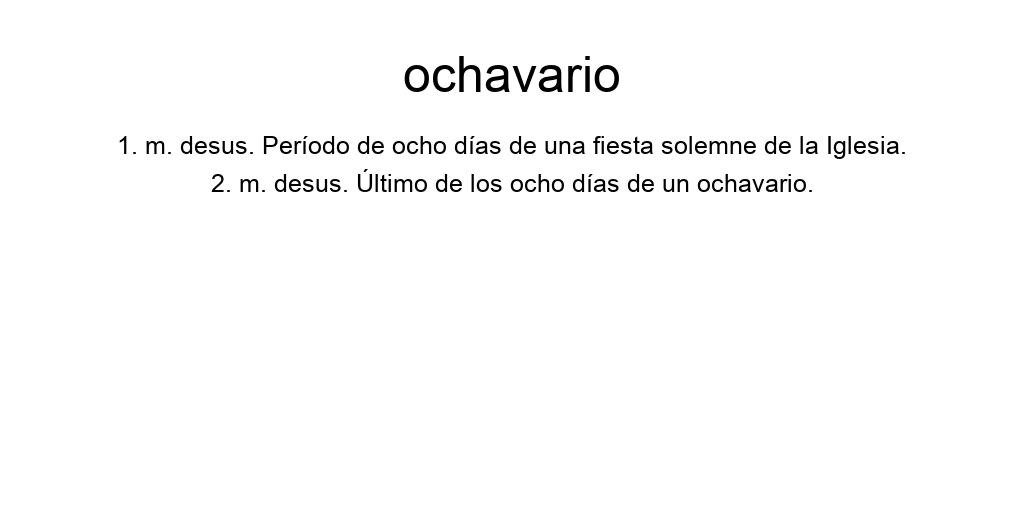 ochavario
1. m. desus. Período de ocho días de una fiesta solemne de la Iglesia.
2. m. desus. Último de los ocho días de un ochavario.